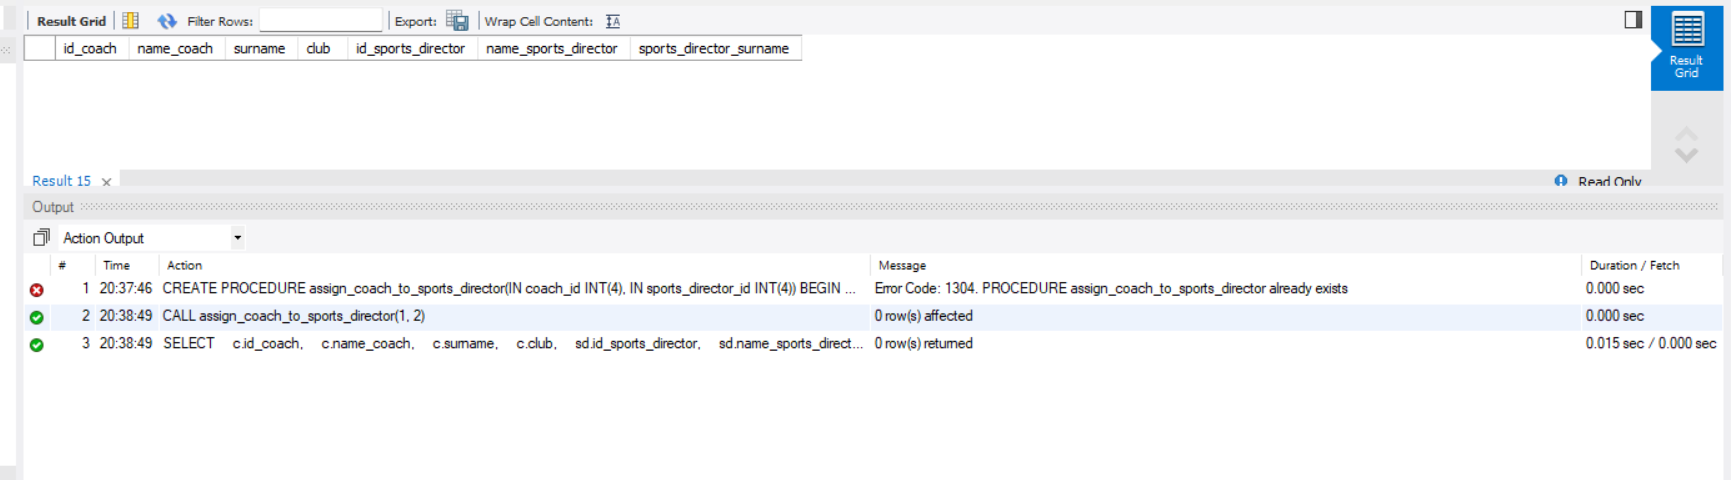 Result Grid Filter Rows: Export: Wrap Cell Content:
id_coach name_coach surname club id_sports_director name_sports_director sports_director_surname
Result
Grid
Result 15 Read Only
Output
Action Output
# Time Action Message Duration / Fetch
1 20:37:46 CREATE PROCEDURE assign_coach_to_sports_director(IN coach_id INT(4), IN sports_director_id INT(4)) BEGIN ... Error Code: 1304. PROCEDURE assign_coach_to_sports_director already exists 0.000 sec
2 20:38:49 CALL assign_coach_to_sports_director(1, 2) 0 row(s) affected 0.000 sec
3 20:38:49 SELECT c.id_coach, c.name_coach, c.surname, c.club, sd.id_sports_director, sd.name_sports_direct... 0 row(s) returned 0.015 sec / 0.000 sec